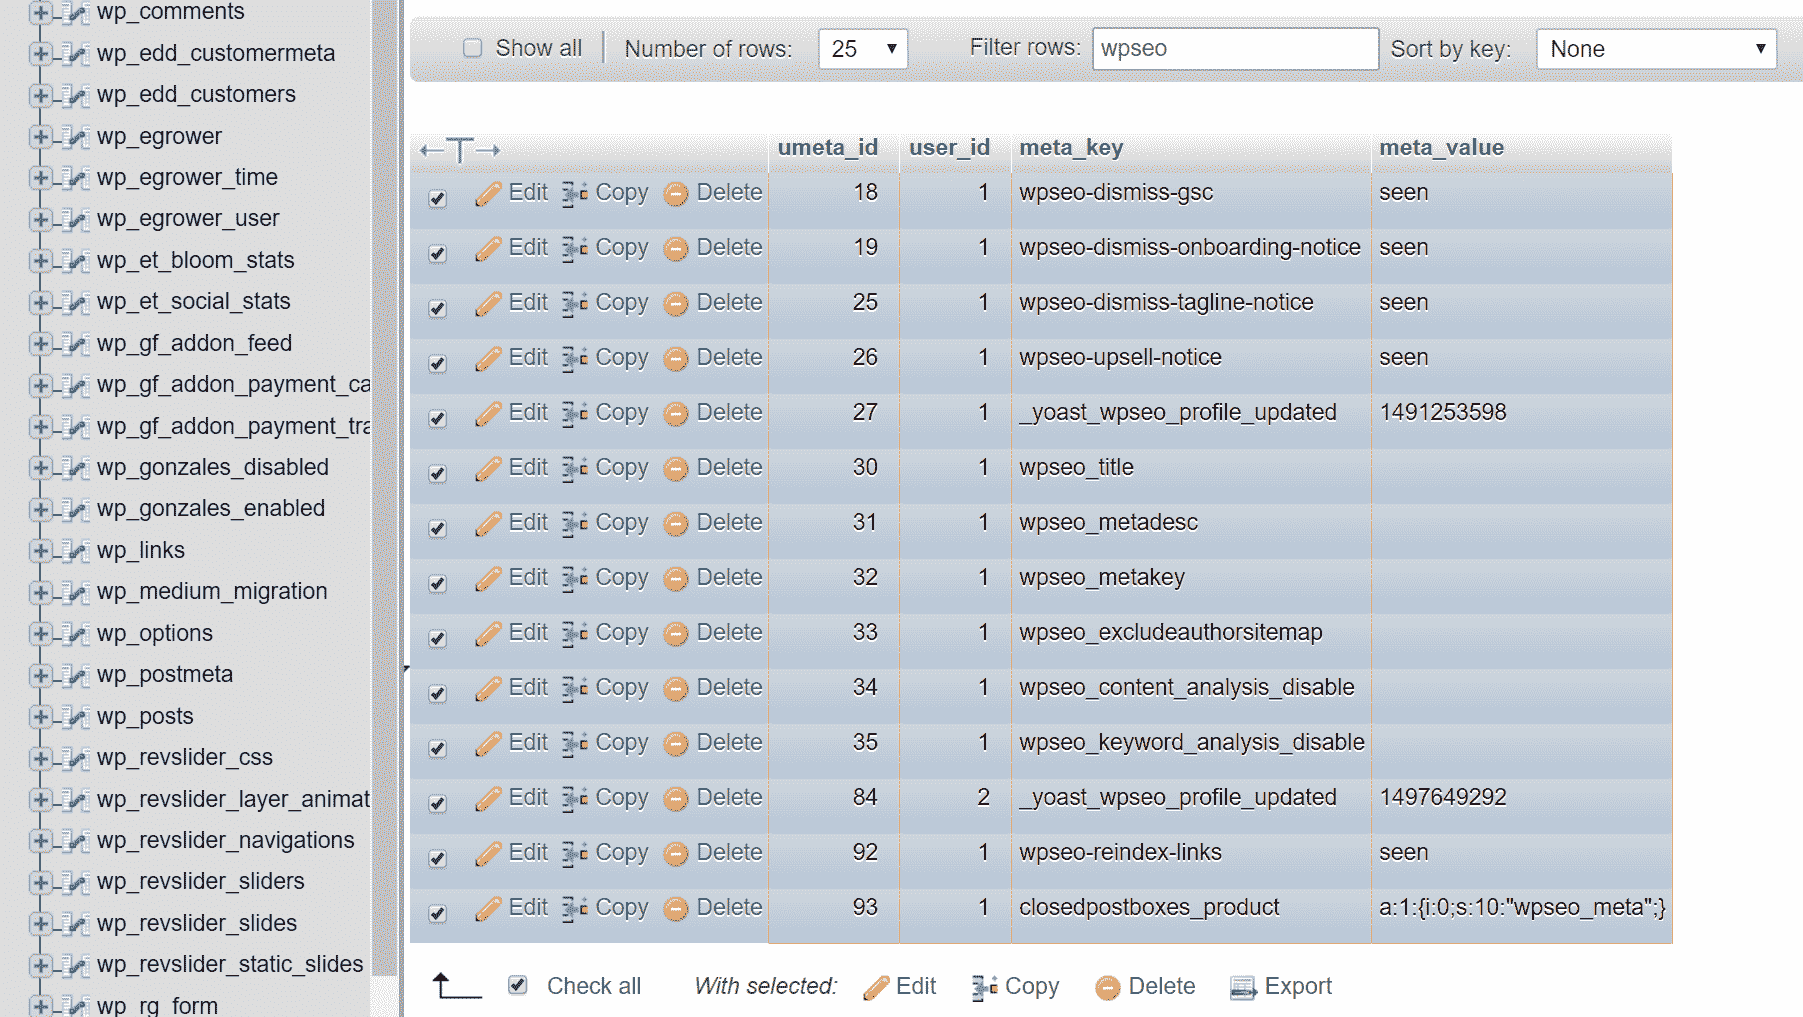 wp_comments
wp_edd_customermeta
wp_edd_customers
wp_egrower
wp_egrower_time
wp_egrower_user
wp_et_bloom_stats
wp_et_social_stats
wp_gf_addon_feed
wp_gf_addon_payment_ca
wp_gf_addon_payment_tra
wp_gonzales_disabled
wp_gonzales_enabled
wp_links
wp_medium_migration
wp_options
wp_postmeta
wp_posts
wp_revslider_css
wp_revslider_layer_animat
wp_revslider_navigations
wp_revslider_sliders
wp_revslider_slides
wp_revslider_static_slides
wp_rg_form
Show all Number of rows: 25 Filter rows: wpseo Sort by key: None
umeta_id user_id meta_key meta_value
Edit Copy Delete 18 1 wpseo-dismiss-gsc seen
Edit Copy Delete 19 1 wpseo-dismiss-onboarding-notice seen
Edit Copy Delete 25 1 wpseo-dismiss-tagline-notice seen
Edit Copy Delete 26 1 wpseo-upsell-notice seen
Edit Copy Delete 27 1 _yoast_wpseo_profile_updated 1491253598
Edit Copy Delete 30 1 wpseo_title
Edit Copy Delete 31 1 wpseo_metadesc
Edit Copy Delete 32 1 wpseo_metakey
Edit Copy Delete 33 1 wpseo_excludeauthorsitemap
Edit Copy Delete 34 1 wpseo_content_analysis_disable
Edit Copy Delete 35 1 wpseo_keyword_analysis_disable
Edit Copy Delete 84 2 _yoast_wpseo_profile_updated 1497649292
Edit Copy Delete 92 1 wpseo-reindex-links seen
Edit Copy Delete 93 1 closedpostboxes_product a:1:{i:0;s:10:"wpseo_meta";}
Check all With selected: Edit Copy Delete Export